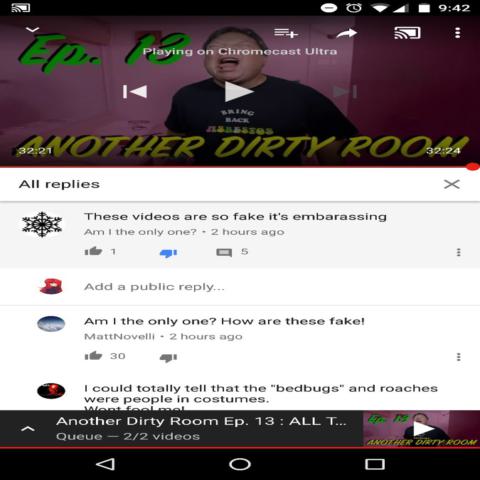 9:42
Ep. 13
Playing on Chromecast Ultra
BRING
BACK
ASBESTOS
ANOTHER DIRTY ROOM
32:21
32:24
All replies
These videos are so fake it's embarassing
Am I the only one? • 2 hours ago
1
5
Add a public reply...
Am I the only one? How are these fake!
MattNovelli • 2 hours ago
30
I could totally tell that the "bedbugs" and roaches
were people in costumes.
Wont fool me!
Another Dirty Room Ep. 13 : ALL T...
Queue — 2/2 videos
Ep. 13
ANOTHER DIRTY ROOM